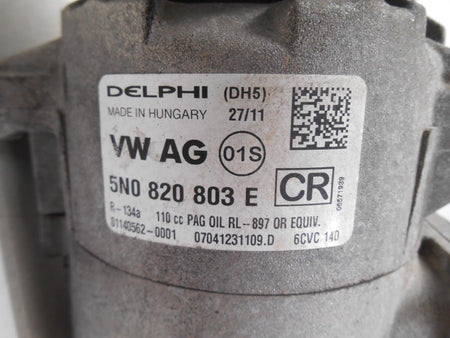 DELPHI (DH5)
MADE IN HUNGARY 27/11
VW AG 01S
5N0 820 803 E CR
R-134a 110 cc PAG OIL RL-897 OR EQUIV.
01140562-0001 07041231109.D 6CVC 140
06571939